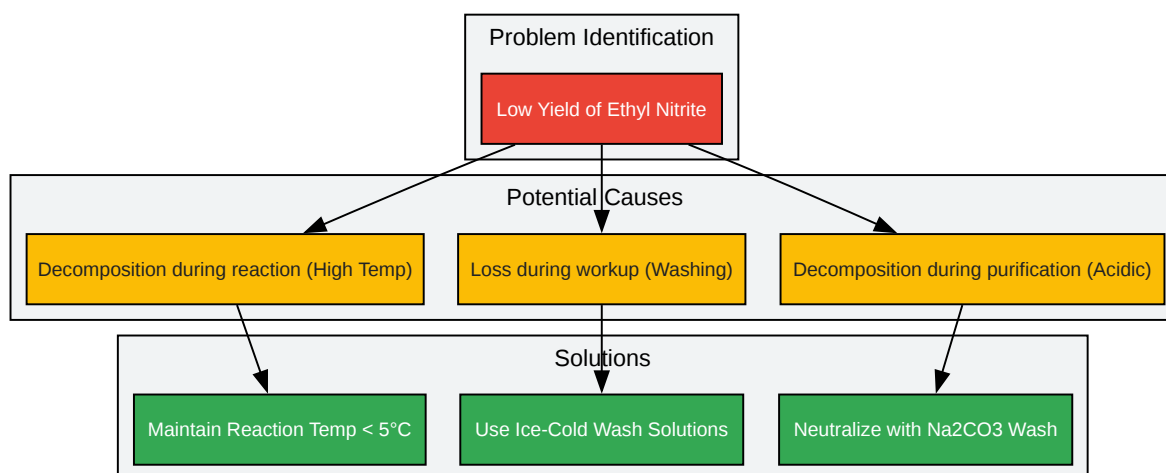 Problem Identification
Low Yield of Ethyl Nitrite
Potential Causes
Decomposition during reaction (High Temp)
Loss during workup (Washing)
Decomposition during purification (Acidic)
Solutions
Maintain Reaction Temp < 5°C
Use Ice-Cold Wash Solutions
Neutralize with Na2CO3 Wash